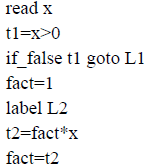 read x
t1=x>0
if_false t1 goto L1
fact=1
label L2
t2=fact*x
fact=t2